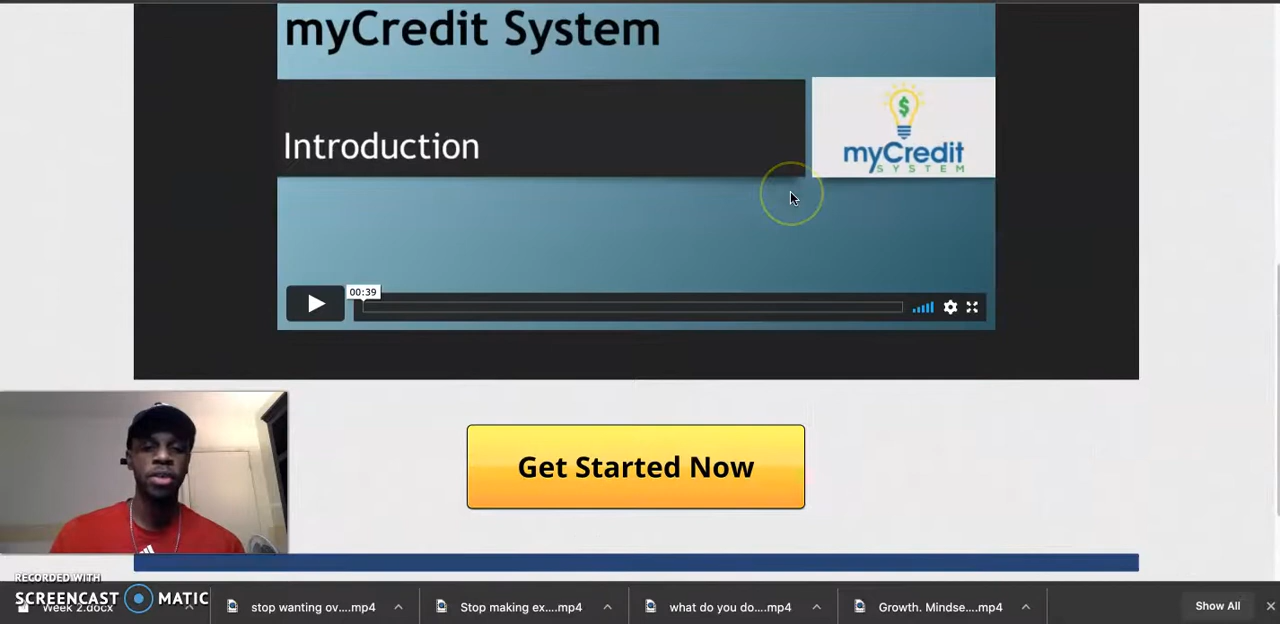 myCredit System
Introduction
$
myCredit
SYSTEM
00:39
Get Started Now
RECORDED WITH
SCREENCAST MATIC
Week 2.docx
stop wanting ov....mp4
Stop making ex....mp4
what do you do....mp4
Growth. Mindse....mp4
Show All